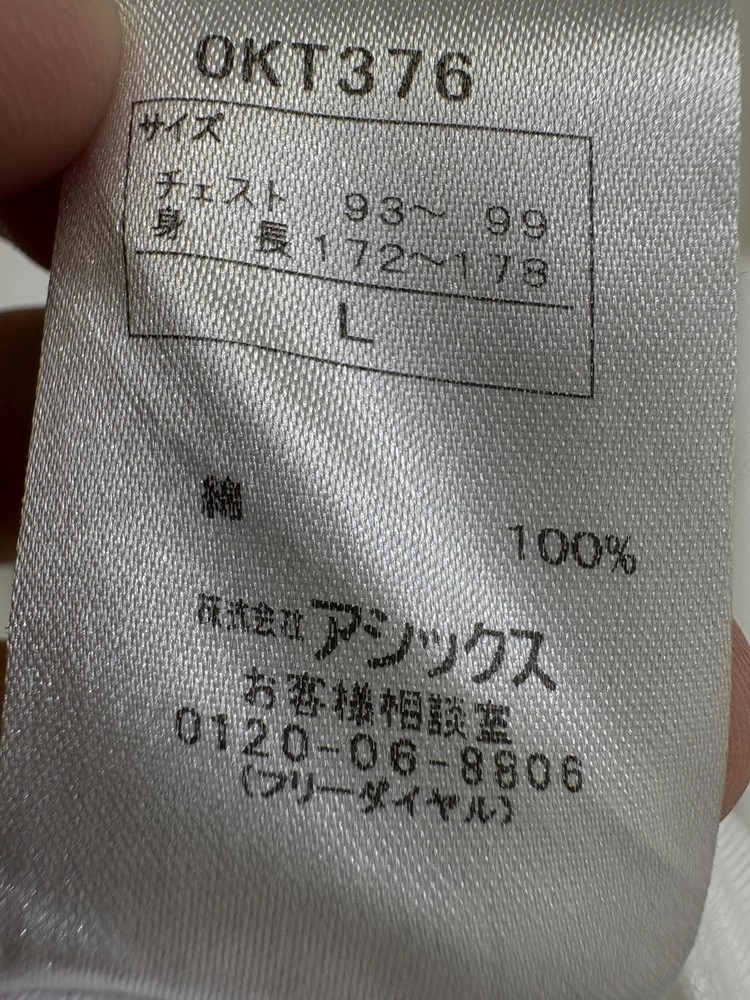 OKT376
サイズ
チェスト 93～ 99
身 長 172～178
L
綿 100%
株式会社アシックス
お客様相談室
0120-06-8806
(フリーダイヤル)